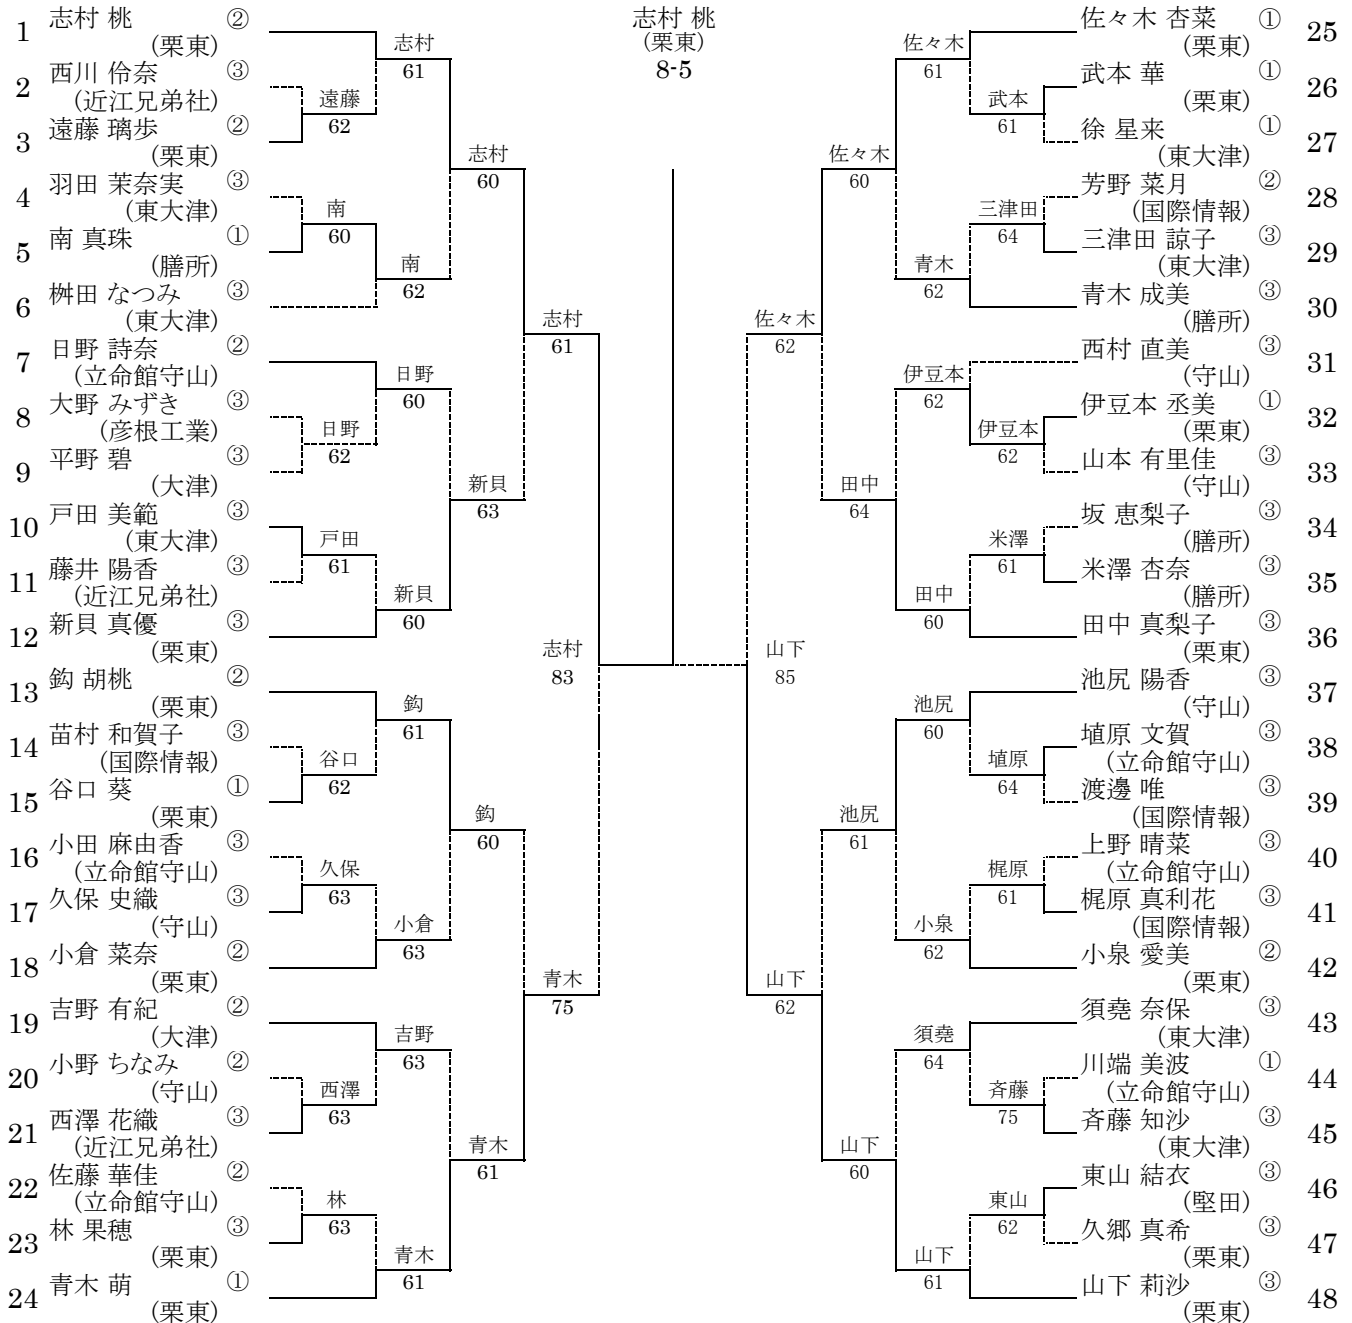 志村 桃
(栗東)
8-5
1 志村 桃 ②
(栗東)
2 西川 伶奈 ③
(近江兄弟社)
3 遠藤 璃歩 ②
(栗東)
4 羽田 茉奈実 ③
(東大津)
5 南 真珠 ①
(膳所)
6 桝田 なつみ ③
(東大津)
7 日野 詩奈 ②
(立命館守山)
8 大野 みずき ③
(彦根工業)
9 平野 碧 ③
(大津)
10 戸田 美範 ③
(東大津)
11 藤井 陽香 ③
(近江兄弟社)
12 新貝 真優 ③
(栗東)
13 鈎 胡桃 ②
(栗東)
14 苗村 和賀子 ③
(国際情報)
15 谷口 葵 ①
(栗東)
16 小田 麻由香 ③
(立命館守山)
17 久保 史織 ③
(守山)
18 小倉 菜奈 ②
(栗東)
19 吉野 有紀 ②
(大津)
20 小野 ちなみ ②
(守山)
21 西澤 花織 ③
(近江兄弟社)
22 佐藤 華佳 ②
(立命館守山)
23 林 果穂 ③
(栗東)
24 青木 萌 ①
(栗東)
遠藤
62
南
60
日野
62
戸田
61
谷口
62
久保
63
西澤
63
林
63
志村
61
南
62
日野
60
新貝
60
鈎
61
小倉
63
吉野
63
青木
61
志村
60
新貝
63
鈎
60
青木
61
志村
61
青木
75
志村
83
山下
85
佐々木
62
山下
62
佐々木
60
田中
64
池尻
61
山下
60
佐々木
61
青木
62
伊豆本
62
田中
60
池尻
60
小泉
62
須堯
64
山下
61
武本
61
三津田
64
伊豆本
62
米澤
61
埴原
64
梶原
61
斉藤
75
東山
62
佐々木 杏菜 ① 25
(栗東)
武本 華 ① 26
(栗東)
徐 星来 ① 27
(東大津)
芳野 菜月 ② 28
(国際情報)
三津田 諒子 ③ 29
(東大津)
青木 成美 ③ 30
(膳所)
西村 直美 ③ 31
(守山)
伊豆本 丞美 ① 32
(栗東)
山本 有里佳 ③ 33
(守山)
坂 恵梨子 ③ 34
(膳所)
米澤 杏奈 ③ 35
(膳所)
田中 真梨子 ③ 36
(栗東)
池尻 陽香 ③ 37
(守山)
埴原 文賀 ③ 38
(立命館守山)
渡邊 唯 ③ 39
(国際情報)
上野 晴菜 ③ 40
(立命館守山)
梶原 真利花 ③ 41
(国際情報)
小泉 愛美 ② 42
(栗東)
須堯 奈保 ③ 43
(東大津)
川端 美波 ① 44
(立命館守山)
斉藤 知沙 ③ 45
(東大津)
東山 結衣 ③ 46
(堅田)
久郷 真希 ③ 47
(栗東)
山下 莉沙 ③ 48
(栗東)